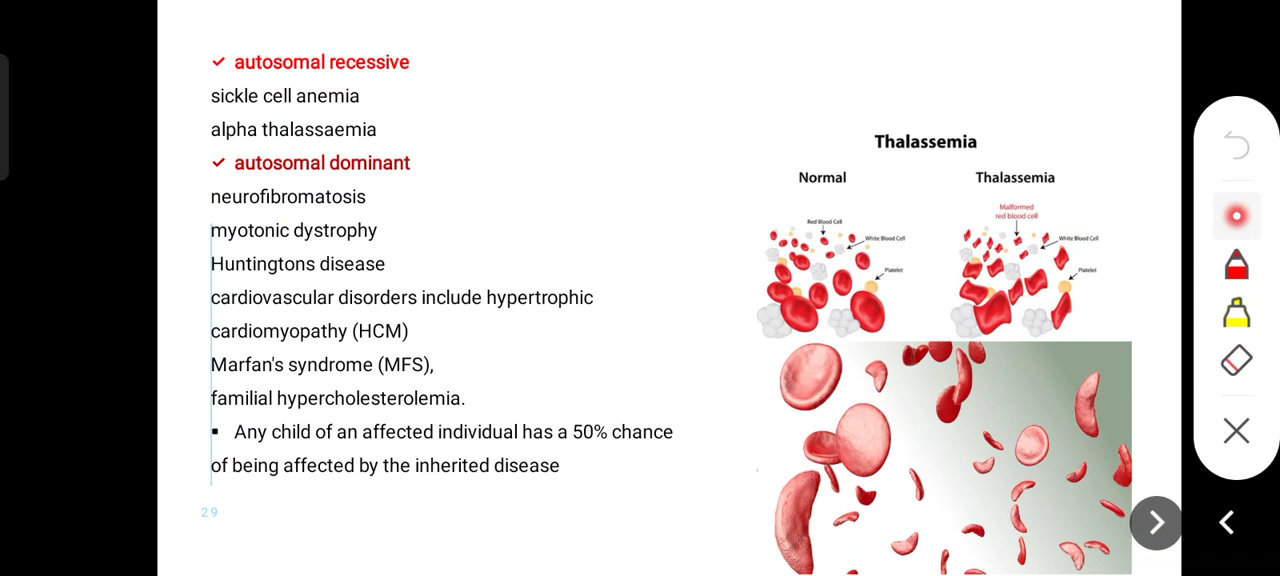 ✓ autosomal recessive
sickle cell anemia
alpha thalassaemia
✓ autosomal dominant
neurofibromatosis
myotonic dystrophy
Huntingtons disease
cardiovascular disorders include hypertrophic
cardiomyopathy (HCM)
Marfan's syndrome (MFS),
familial hypercholesterolemia.
▪ Any child of an affected individual has a 50% chance
of being affected by the inherited disease
29
Thalassemia
Normal
Thalassemia
Red Blood Cell
White Blood Cell
Platelet
Malformed
red blood cell
White Blood Cell
Platelet